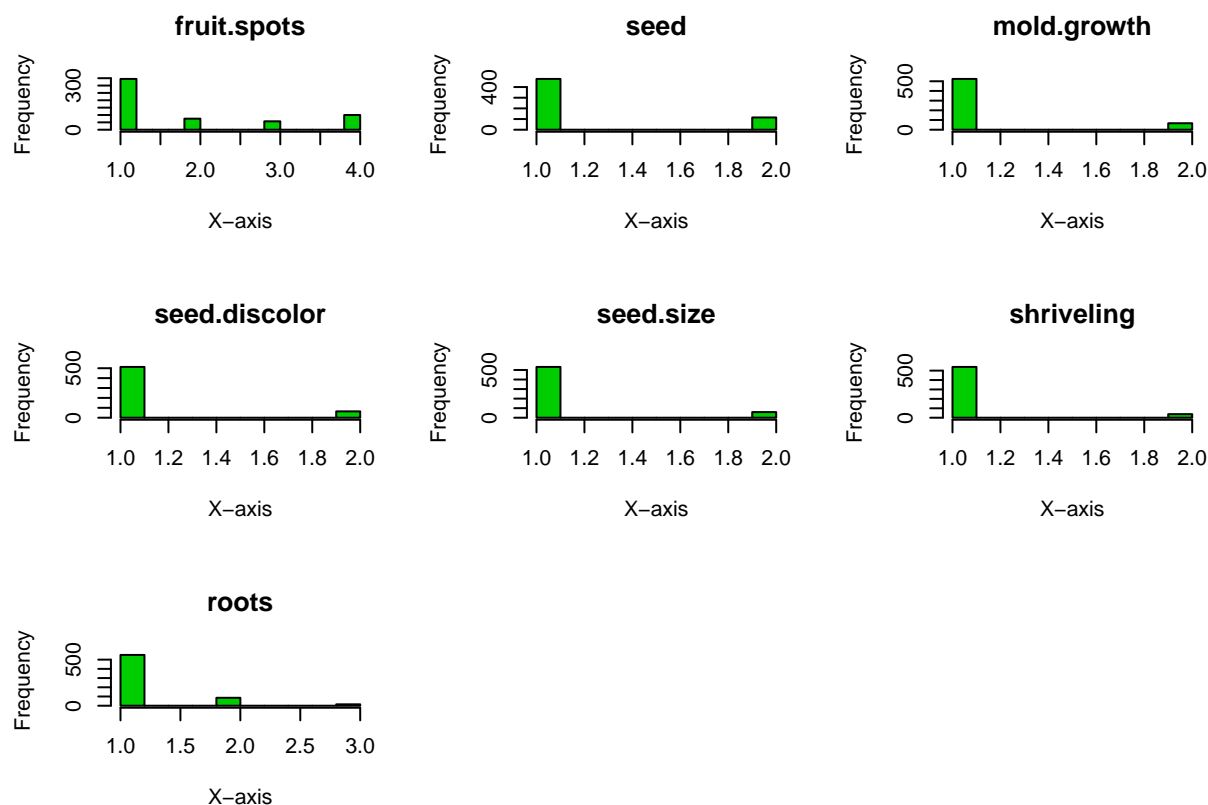 fruit.spots
Frequency
0 300
1.0 2.0 3.0 4.0
X−axis
seed
Frequency
0 400
1.0 1.2 1.4 1.6 1.8 2.0
X−axis
mold.growth
Frequency
0 500
1.0 1.2 1.4 1.6 1.8 2.0
X−axis
seed.discolor
Frequency
0 500
1.0 1.2 1.4 1.6 1.8 2.0
X−axis
seed.size
Frequency
0 500
1.0 1.2 1.4 1.6 1.8 2.0
X−axis
shriveling
Frequency
0 500
1.0 1.2 1.4 1.6 1.8 2.0
X−axis
roots
Frequency
0 500
1.0 1.5 2.0 2.5 3.0
X−axis